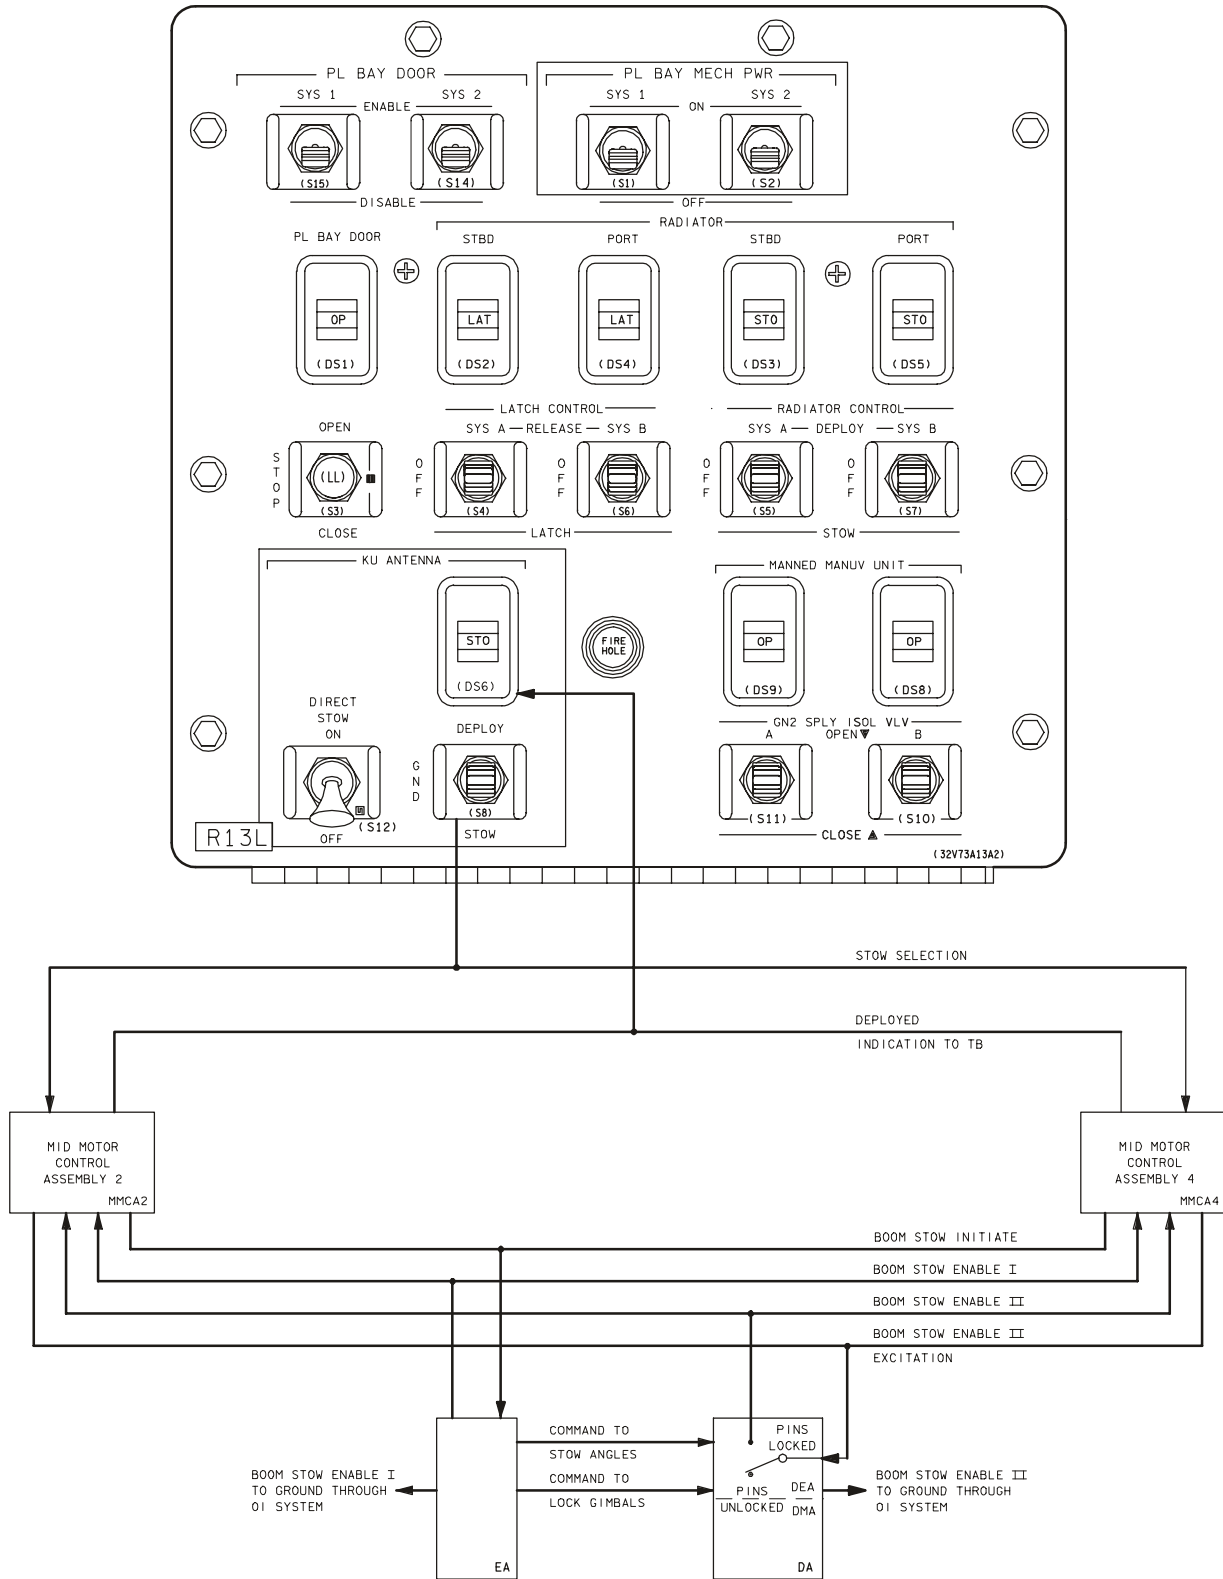 PL BAY DOOR
PL BAY MECH PWR
SYS 1 ENABLE SYS 2
SYS 1 ON SYS 2
(S15) (S14) (S1) (S2)
DISABLE
OFF
RADIATOR
PL BAY DOOR STBD PORT STBD PORT
OP LAT LAT STO STO
(DS1) (DS2) (DS4) (DS3) (DS5)
LATCH CONTROL
RADIATOR CONTROL
OPEN
SYS A RELEASE SYS B
SYS A DEPLOY SYS B
STOP
(LL)
OFF OFF OFF OFF
(S3) (S4) (S6) (S5) (S7)
CLOSE
LATCH
STOW
KU ANTENNA
MANNED MANUV UNIT
STO
FIRE
HOLE
OP OP
(DS6) (DS9) (DS8)
DIRECT
STOW
ON
DEPLOY
GN2 SPLY ISOL VLV
A OPEN▼ B
GND
S
(S12) (S8) (S11) (S10)
OFF
STOW
CLOSE ▲
R13L
(32V73A13A2)
STOW SELECTION
DEPLOYED
INDICATION TO TB
MID MOTOR
CONTROL
ASSEMBLY 2
MMCA2
MID MOTOR
CONTROL
ASSEMBLY 4
MMCA4
BOOM STOW INITIATE
BOOM STOW ENABLE I
BOOM STOW ENABLE II
BOOM STOW ENABLE II
EXCITATION
COMMAND TO
STOW ANGLES
COMMAND TO
LOCK GIMBALS
PINS
LOCKED
PINS
UNLOCKED
DEA
DMA
BOOM STOW ENABLE I
TO GROUND THROUGH
OI SYSTEM
BOOM STOW ENABLE II
TO GROUND THROUGH
OI SYSTEM
EA
DA